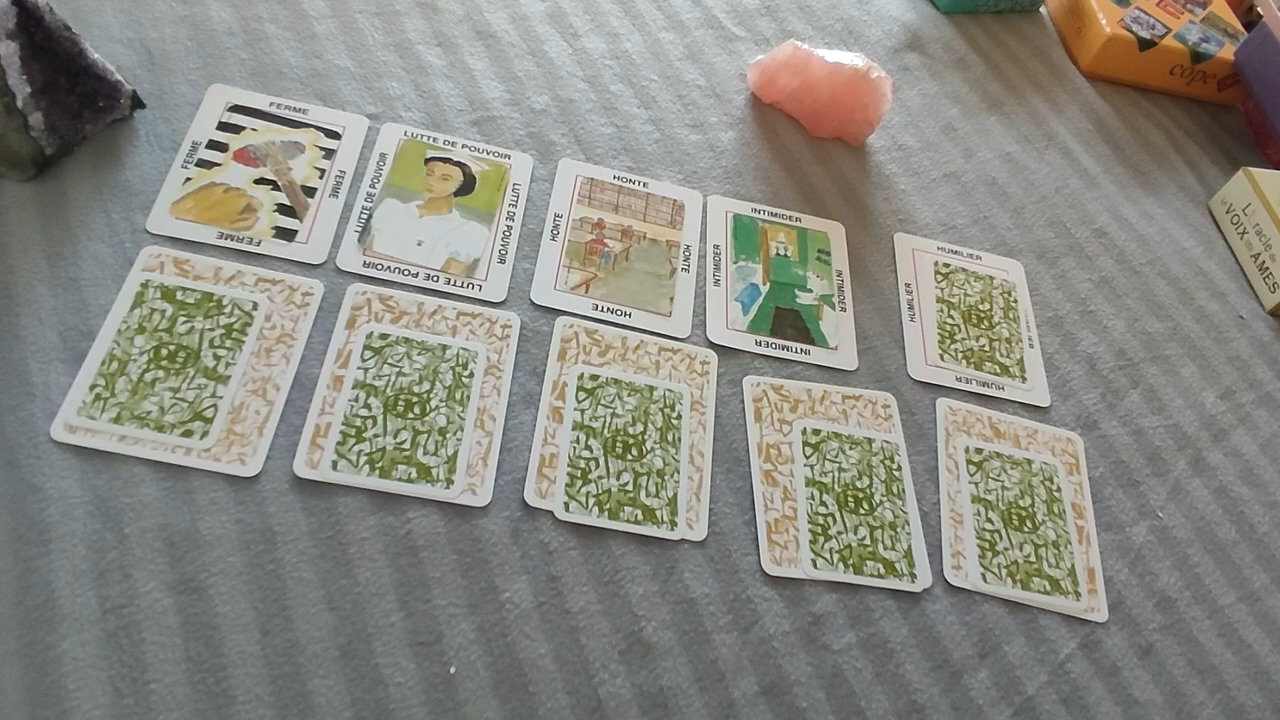 FERME
FERME
FERME
FERME
LUTTE DE POUVOIR
LUTTE DE POUVOIR
LUTTE DE POUVOIR
LUTTE DE POUVOIR
HONTE
HONTE
HONTE
HONTE
INTIMIDER
INTIMIDER
INTIMIDER
INTIMIDER
HUMILIER
HUMILIER
HUMILIER
cope
VOIX
AMES